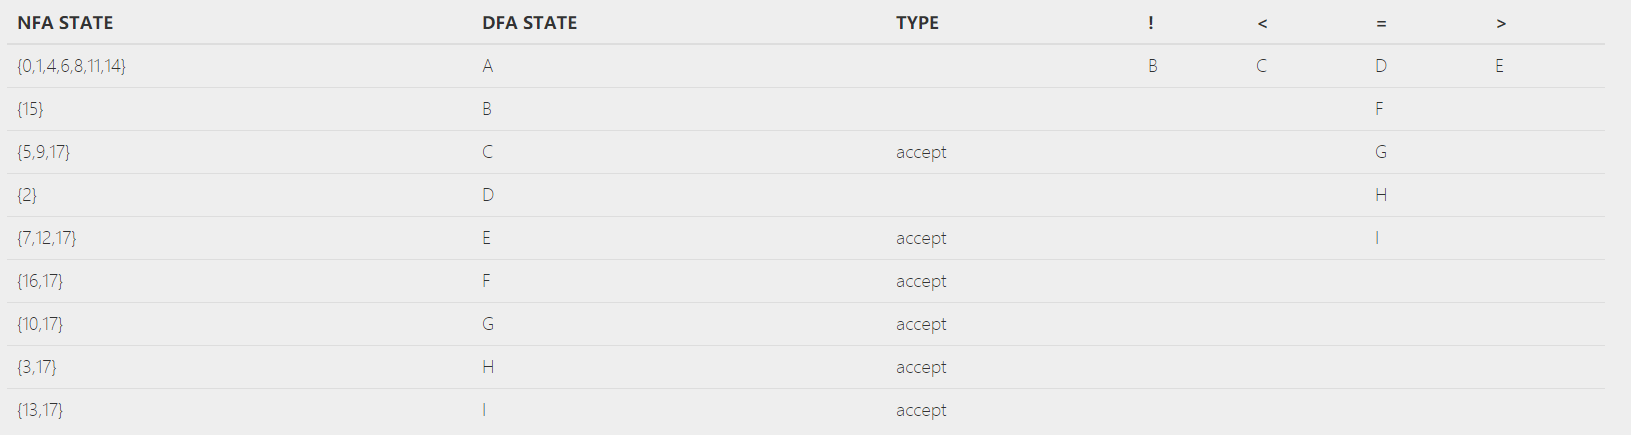 NFA STATE DFA STATE TYPE ! < = >
{0,1,4,6,8,11,14} A B C D E
{15} B F
{5,9,17} C accept G
{2} D H
{7,12,17} E accept I
{16,17} F accept
{10,17} G accept
{3,17} H accept
{13,17} I accept